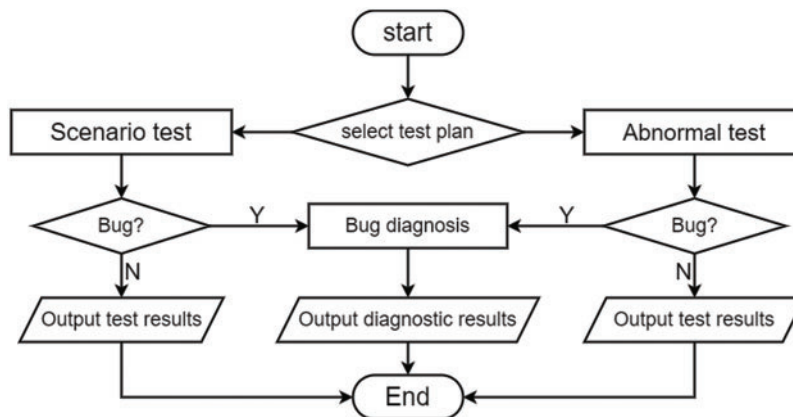 start
select test plan
Scenario test
Abnormal test
Bug?
Y
Bug diagnosis
Y
Bug?
N
N
Output test results
Output diagnostic results
Output test results
End